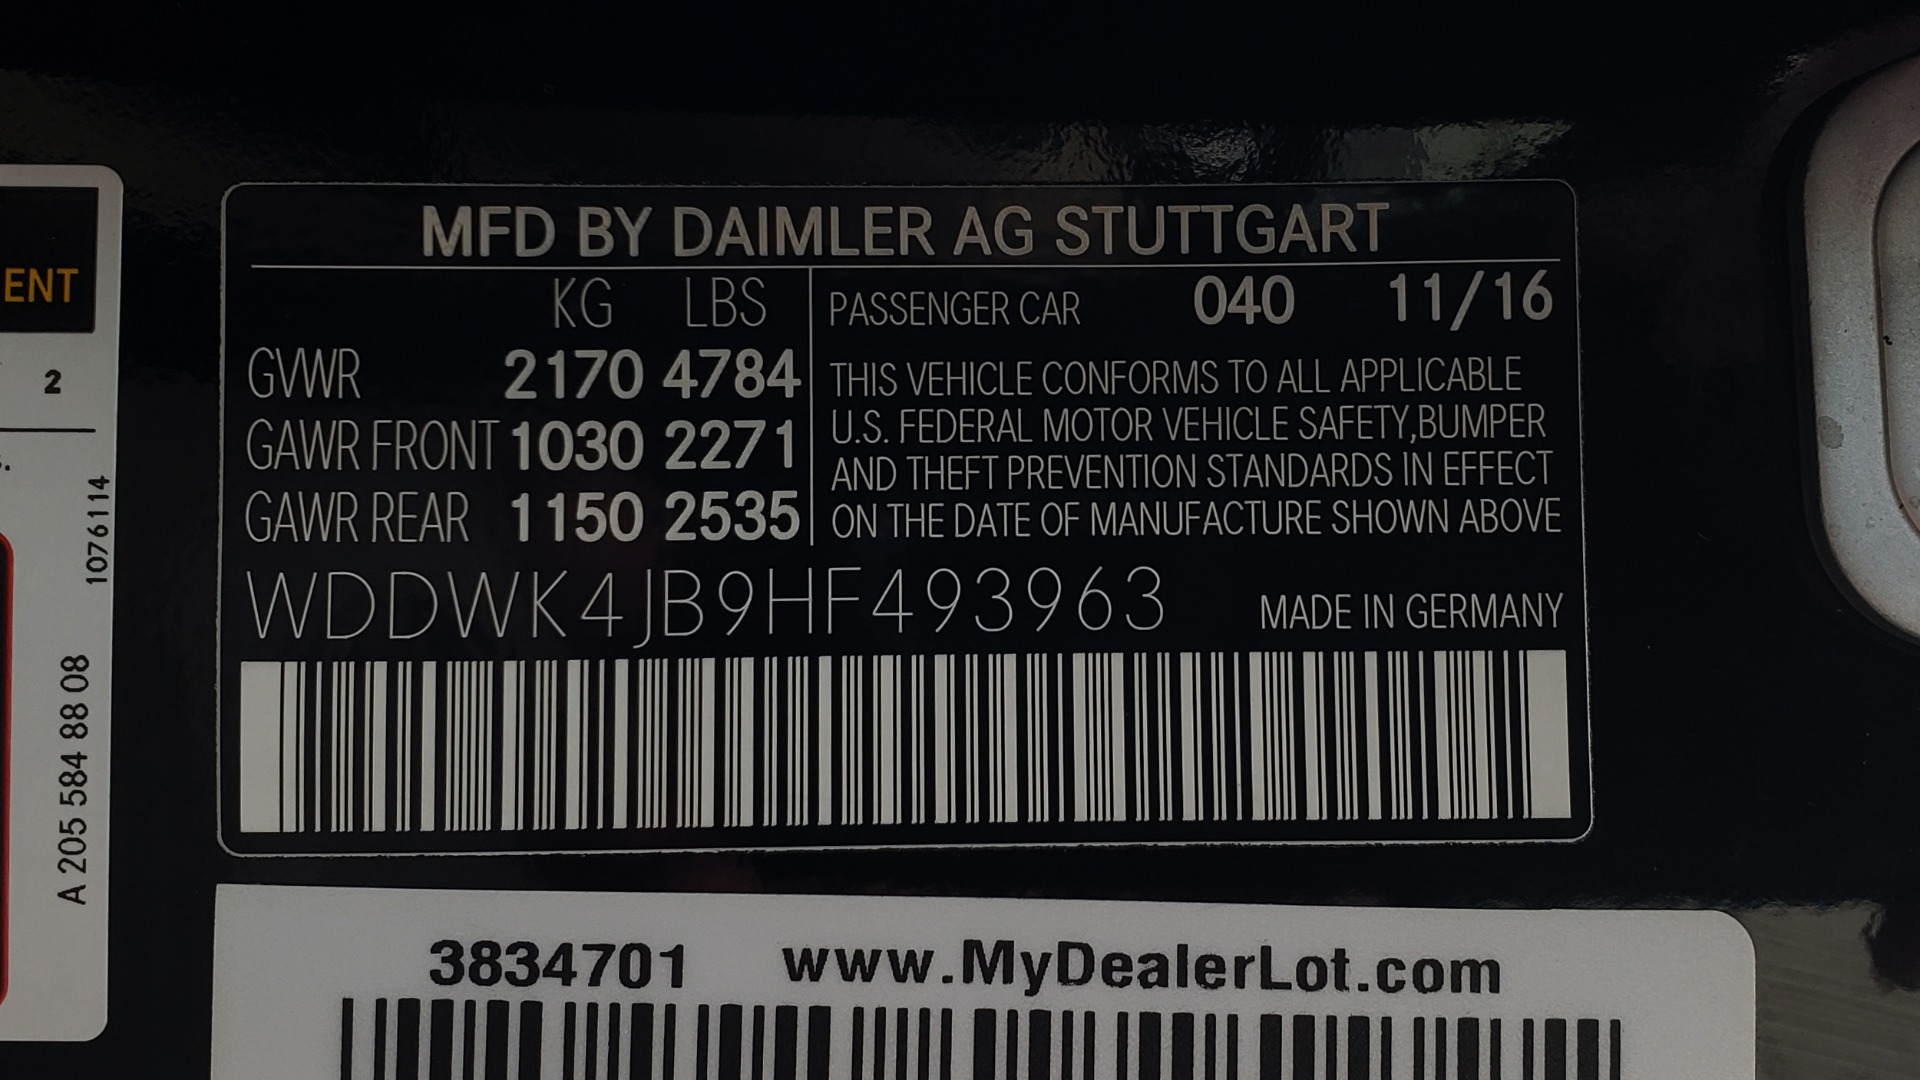 MFD BY DAIMLER AG STUTTGART
KG LBS
GVWR 2170 4784
GAWR FRONT 1030 2271
GAWR REAR 1150 2535
PASSENGER CAR 040 11/16
THIS VEHICLE CONFORMS TO ALL APPLICABLE
U.S. FEDERAL MOTOR VEHICLE SAFETY,BUMPER
AND THEFT PREVENTION STANDARDS IN EFFECT
ON THE DATE OF MANUFACTURE SHOWN ABOVE
WDDWK4JB9HF493963 MADE IN GERMANY
3834701 www.MyDealerLot.com
ENT
2
1076114
A 205 584 88 08